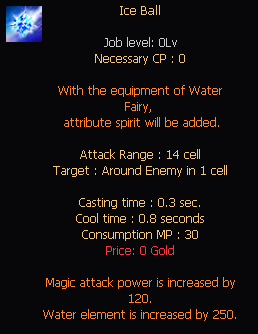 Ice Ball
Job level: 0Lv
Necessary CP : 0
With the equipment of Water
Fairy,
attribute spirit will be added.
Attack Range : 14 cell
Target : Around Enemy in 1 cell
Casting time : 0.3 sec.
Cool time : 0.8 seconds
Consumption MP : 30
Price: 0 Gold
Magic attack power is increased by
120.
Water element is increased by 250.